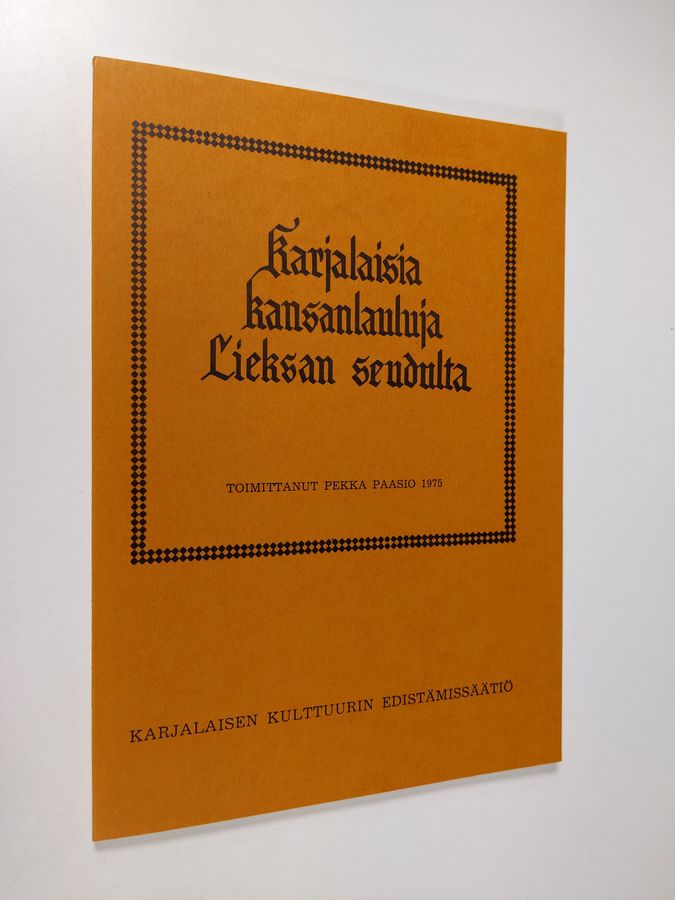 Karjalaisia
kansanlauluja
Lieksan seudulta
TOIMITTANUT PEKKA PAASIO 1975
KARJALAISEN KULTTUURIN EDISTÄMISSÄÄTIÖ